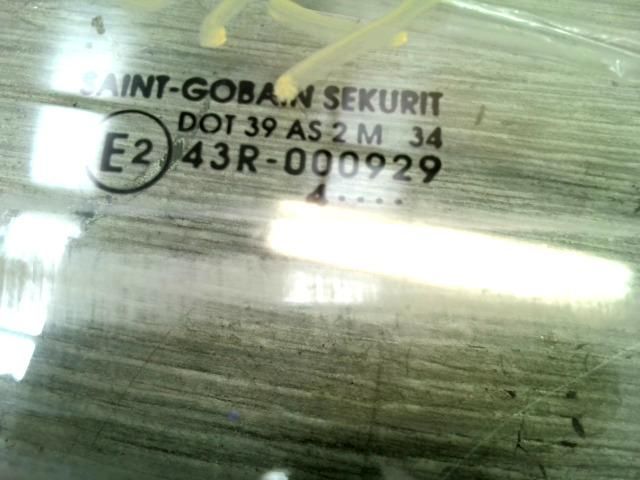 SAINT-GOBAIN SEKURIT
DOT 39 AS 2 M 34
E2 43R-000929
4....